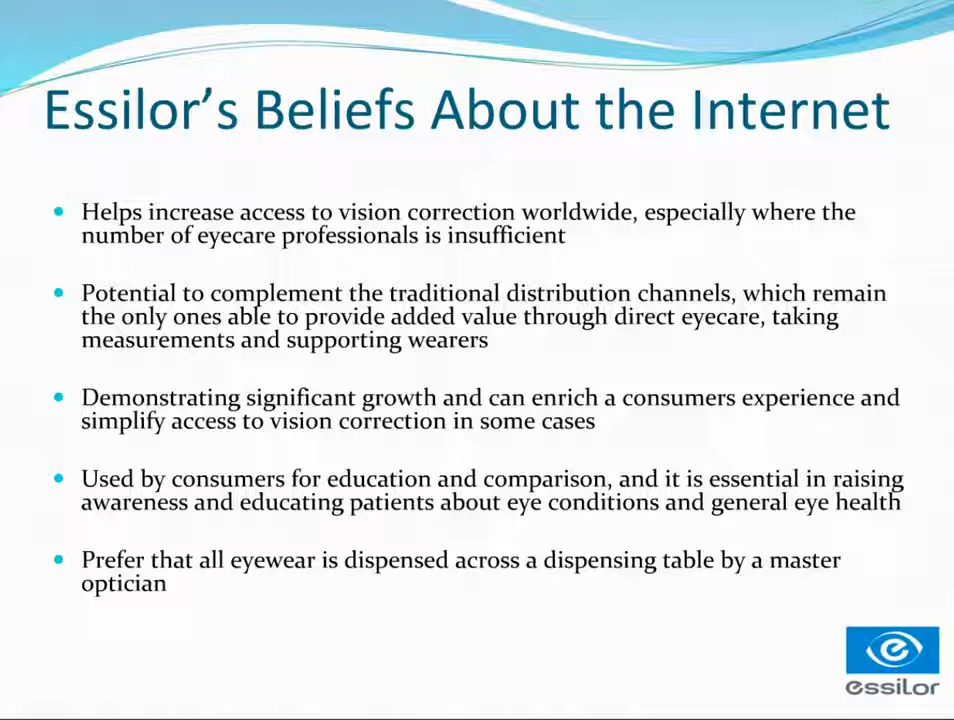 Essilor’s Beliefs About the Internet
Helps increase access to vision correction worldwide, especially where the
number of eyecare professionals is insufficient
Potential to complement the traditional distribution channels, which remain
the only ones able to provide added value through direct eyecare, taking
measurements and supporting wearers
Demonstrating significant growth and can enrich a consumers experience and
simplify access to vision correction in some cases
Used by consumers for education and comparison, and it is essential in raising
awareness and educating patients about eye conditions and general eye health
Prefer that all eyewear is dispensed across a dispensing table by a master
optician
essilor